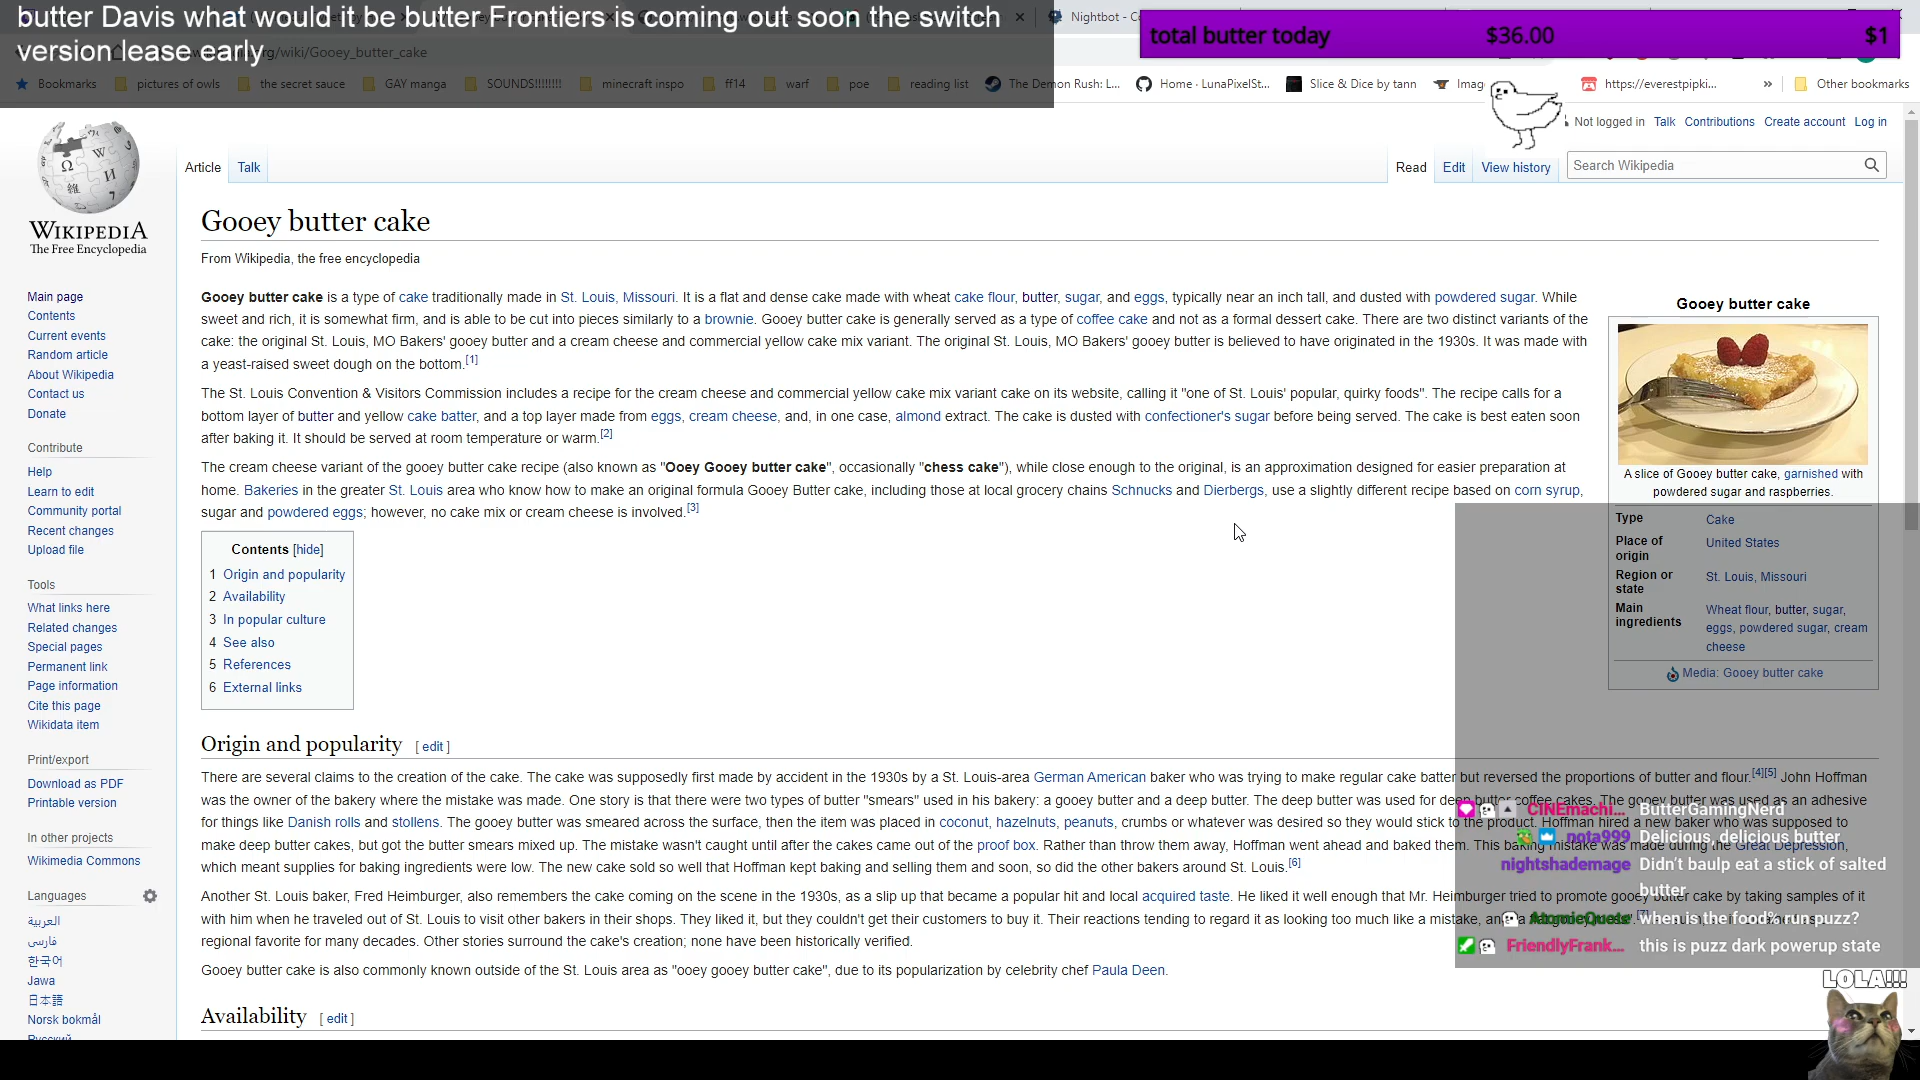 butter Davis what would it be butter Frontiers is coming out soon the switch
version lease early
Nightbot - C
rg/wiki/Gooey_butter_cake
total butter today $36.00 $1
Bookmarks pictures of owls the secret sauce GAY manga SOUNDS!!!!!!!! minecraft inspo ff14 warf poe reading list The Demon Rush: L... Home · LunaPixelSt... Slice & Dice by tann Imag https://everestpipki... » Other bookmarks
Not logged in Talk Contributions Create account Log in
Article Talk Read Edit View history Search Wikipedia
WIKIPEDIA
The Free Encyclopedia
Main page
Contents
Current events
Random article
About Wikipedia
Contact us
Donate
Contribute
Help
Learn to edit
Community portal
Recent changes
Upload file
Tools
What links here
Related changes
Special pages
Permanent link
Page information
Cite this page
Wikidata item
Print/export
Download as PDF
Printable version
In other projects
Wikimedia Commons
Languages
العربية
فارسی
한국어
Jawa
日本語
Norsk bokmål
Русский
Gooey butter cake
From Wikipedia, the free encyclopedia
Gooey butter cake is a type of cake traditionally made in St. Louis, Missouri. It is a flat and dense cake made with wheat cake flour, butter, sugar, and eggs, typically near an inch tall, and dusted with powdered sugar. While
sweet and rich, it is somewhat firm, and is able to be cut into pieces similarly to a brownie. Gooey butter cake is generally served as a type of coffee cake and not as a formal dessert cake. There are two distinct variants of the
cake: the original St. Louis, MO Bakers' gooey butter and a cream cheese and commercial yellow cake mix variant. The original St. Louis, MO Bakers' gooey butter is believed to have originated in the 1930s. It was made with
a yeast-raised sweet dough on the bottom.[1]
The St. Louis Convention & Visitors Commission includes a recipe for the cream cheese and commercial yellow cake mix variant cake on its website, calling it "one of St. Louis' popular, quirky foods". The recipe calls for a
bottom layer of butter and yellow cake batter, and a top layer made from eggs, cream cheese, and, in one case, almond extract. The cake is dusted with confectioner's sugar before being served. The cake is best eaten soon
after baking it. It should be served at room temperature or warm.[2]
The cream cheese variant of the gooey butter cake recipe (also known as "Ooey Gooey butter cake", occasionally "chess cake"), while close enough to the original, is an approximation designed for easier preparation at
home. Bakeries in the greater St. Louis area who know how to make an original formula Gooey Butter cake, including those at local grocery chains Schnucks and Dierbergs, use a slightly different recipe based on corn syrup,
sugar and powdered eggs; however, no cake mix or cream cheese is involved.[3]
Contents [hide]
1 Origin and popularity
2 Availability
3 In popular culture
4 See also
5 References
6 External links
Gooey butter cake
A slice of Gooey butter cake, garnished with
powdered sugar and raspberries.
Type Cake
Place of origin United States
Region or state St. Louis, Missouri
Main ingredients Wheat flour, butter, sugar,
eggs, powdered sugar, cream
cheese
Media: Gooey butter cake
Origin and popularity [ edit ]
There are several claims to the creation of the cake. The cake was supposedly first made by accident in the 1930s by a St. Louis-area German American baker who was trying to make regular cake batter but reversed the proportions of butter and flour.[4][5] John Hoffman
was the owner of the bakery where the mistake was made. One story is that there were two types of butter "smears" used in his bakery: a gooey butter and a deep butter. The deep butter was used for deep butter coffee cakes. The gooey butter was used as an adhesive
for things like Danish rolls and stollens. The gooey butter was smeared across the surface, then the item was placed in coconut, hazelnuts, peanuts, crumbs or whatever was desired so they would stick to the product. Hoffman hired a new baker who was supposed to
make deep butter cakes, but got the butter smears mixed up. The mistake wasn't caught until after the cakes came out of the proof box. Rather than throw them away, Hoffman went ahead and baked them. This baking mistake was made during the Great Depression,
which meant supplies for baking ingredients were low. The new cake sold so well that Hoffman kept baking and selling them and soon, so did the other bakers around St. Louis.[6]
Another St. Louis baker, Fred Heimburger, also remembers the cake coming on the scene in the 1930s, as a slip up that became a popular hit and local acquired taste. He liked it well enough that Mr. Heimburger tried to promote gooey butter cake by taking samples of it
with him when he traveled out of St. Louis to visit other bakers in their shops. They liked it, but they couldn't get their customers to buy it. Their reactions tending to regard it as looking too much like a mistake, an
regional favorite for many decades. Other stories surround the cake's creation; none have been historically verified.
Gooey butter cake is also commonly known outside of the St. Louis area as "ooey gooey butter cake", due to its popularization by celebrity chef Paula Deen.
Availability [ edit ]
CINEmachi... ButterGamingNerd
nota999 Delicious, delicious butter
nightshademage Didn't baulp eat a stick of salted
butter
AtomicQuote when is the food% run puzz?
FriendlyFrank... this is puzz dark powerup state
LOLA!!!